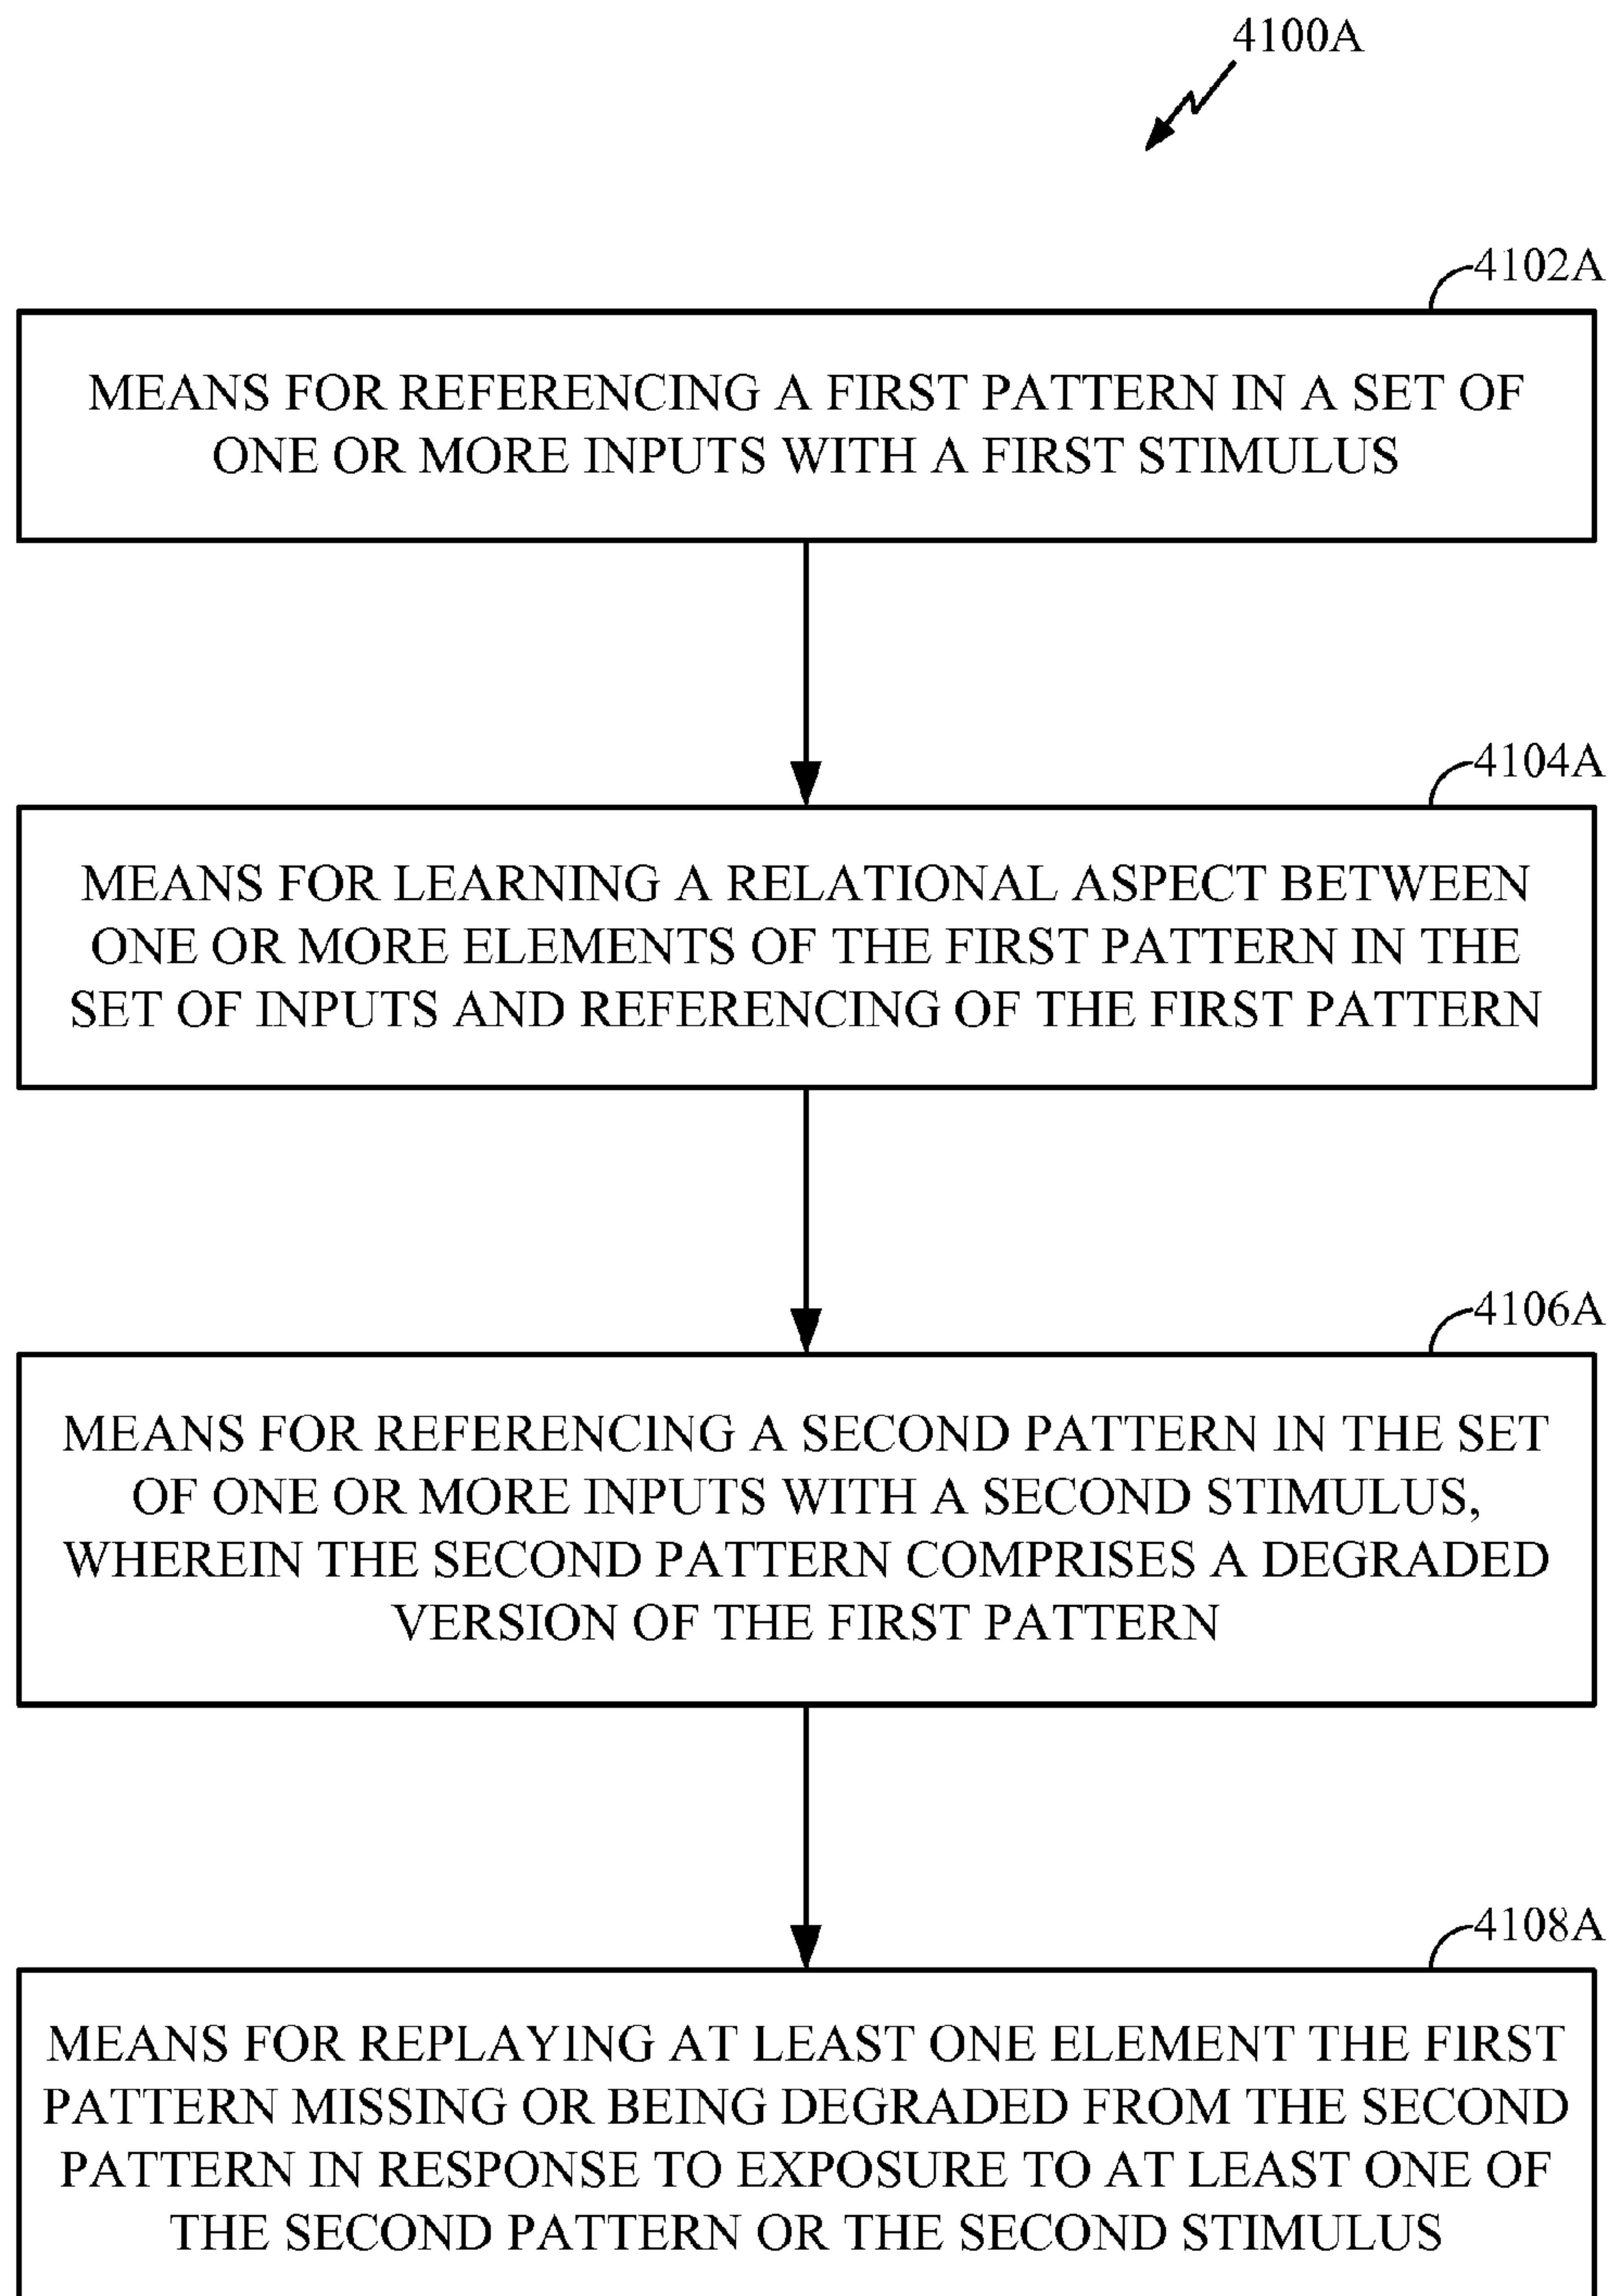 4100A
4102A
MEANS FOR REFERENCING A FIRST PATTERN IN A SET OF
ONE OR MORE INPUTS WITH A FIRST STIMULUS
4104A
MEANS FOR LEARNING A RELATIONAL ASPECT BETWEEN
ONE OR MORE ELEMENTS OF THE FIRST PATTERN IN THE
SET OF INPUTS AND REFERENCING OF THE FIRST PATTERN
4106A
MEANS FOR REFERENCING A SECOND PATTERN IN THE SET
OF ONE OR MORE INPUTS WITH A SECOND STIMULUS,
WHEREIN THE SECOND PATTERN COMPRISES A DEGRADED
VERSION OF THE FIRST PATTERN
4108A
MEANS FOR REPLAYING AT LEAST ONE ELEMENT THE FIRST
PATTERN MISSING OR BEING DEGRADED FROM THE SECOND
PATTERN IN RESPONSE TO EXPOSURE TO AT LEAST ONE OF
THE SECOND PATTERN OR THE SECOND STIMULUS